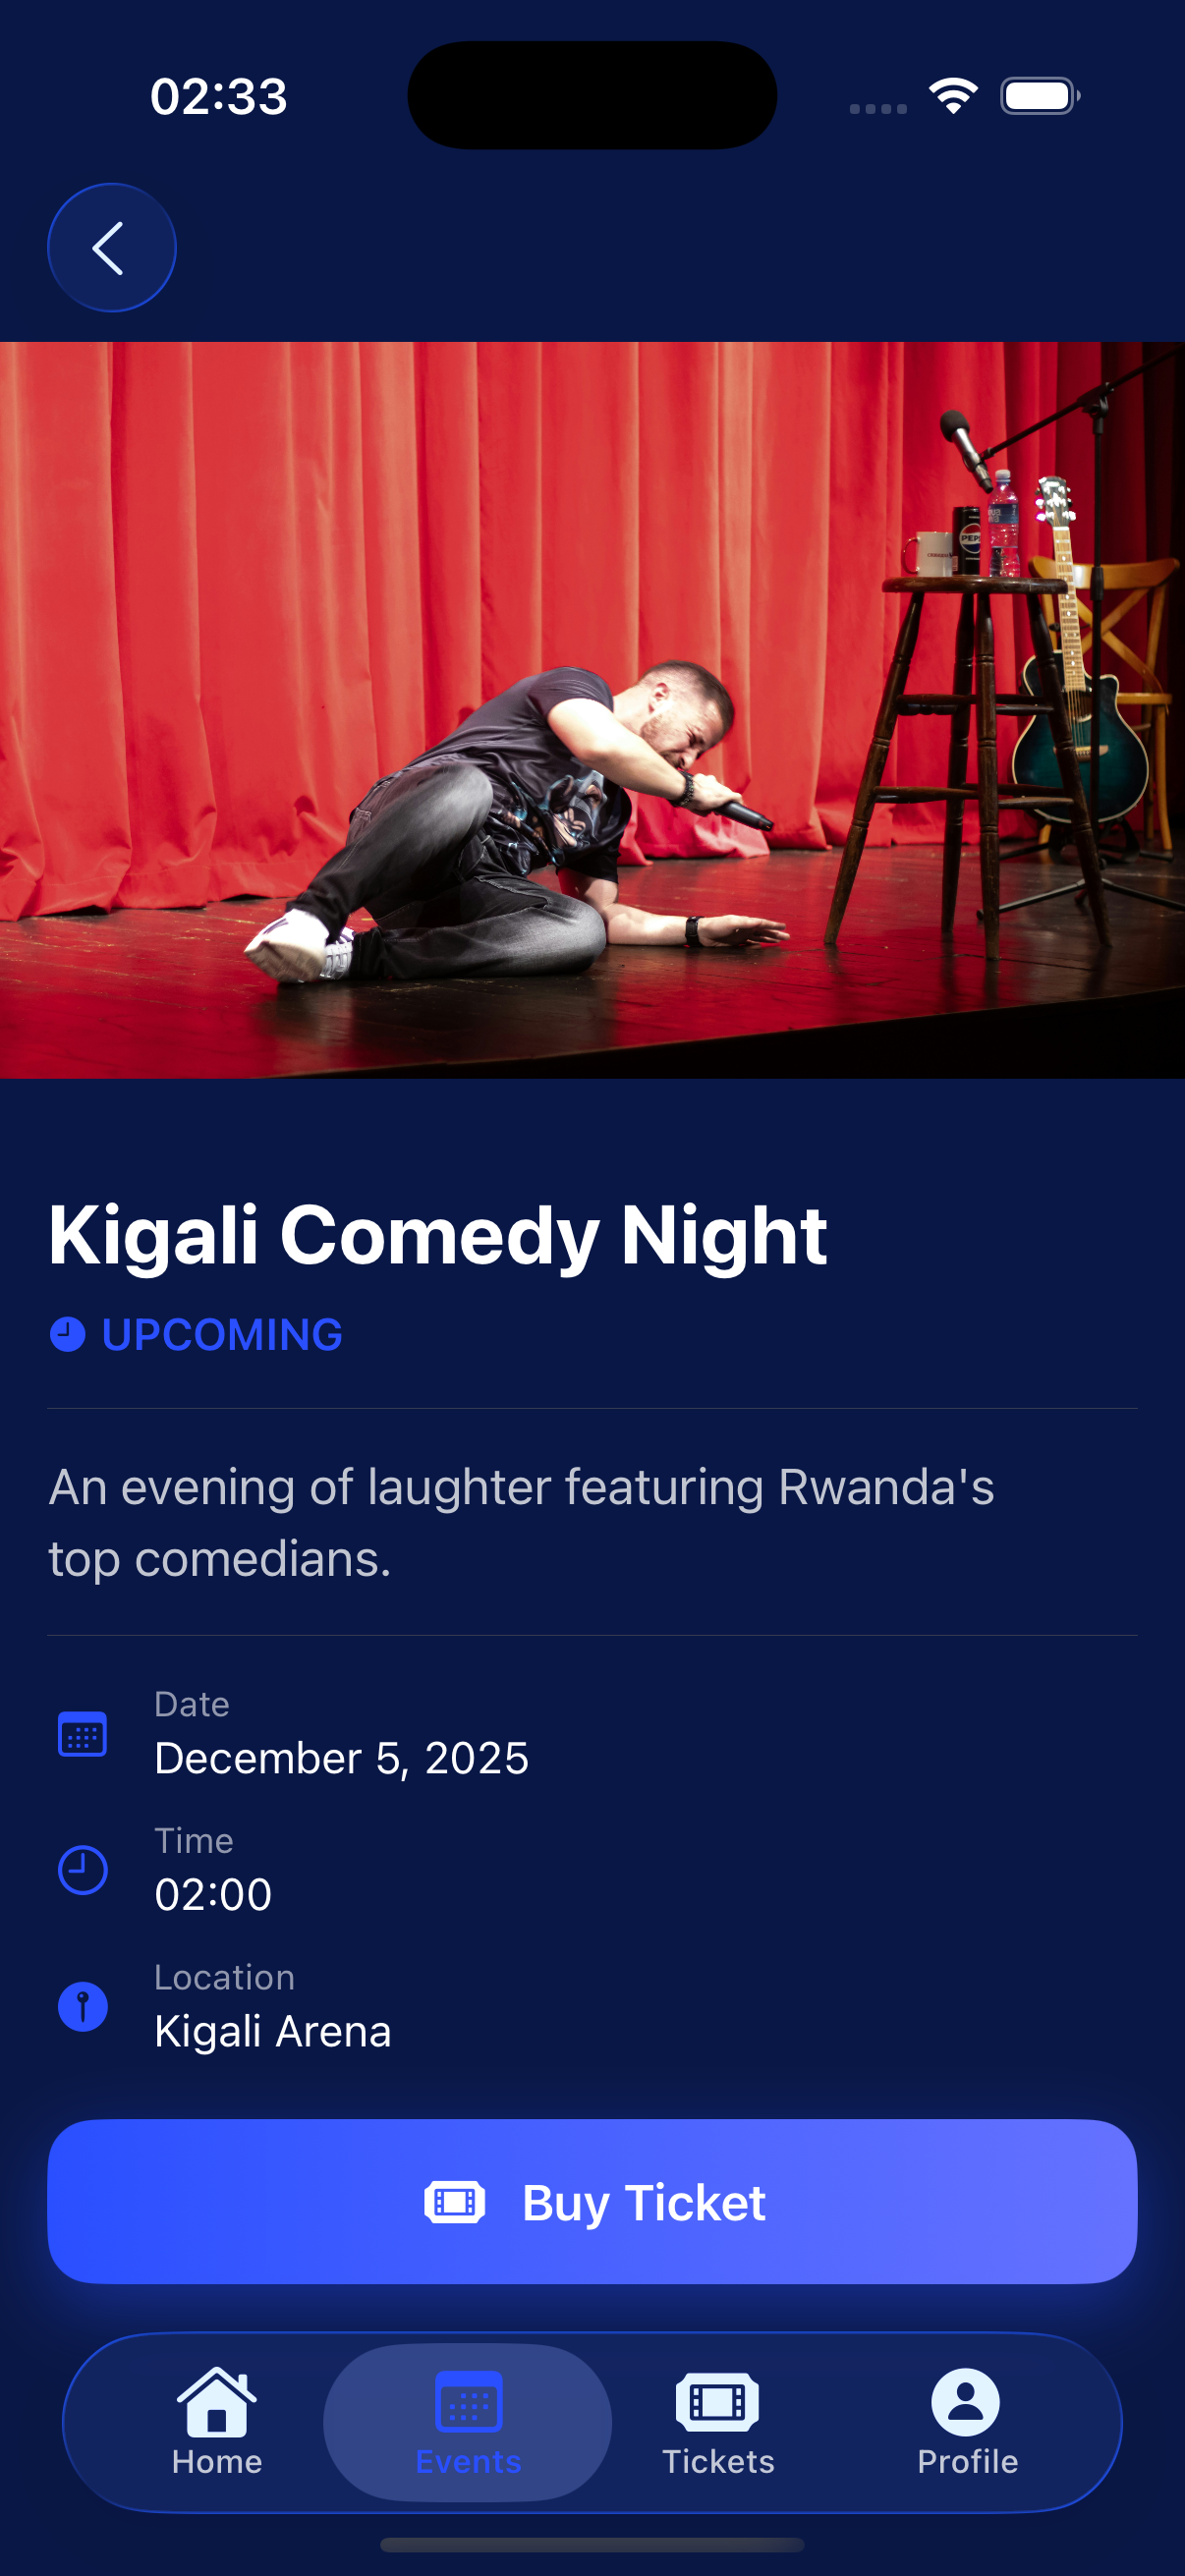 02:33
PEPSI
Kigali Comedy Night
UPCOMING
An evening of laughter featuring Rwanda's
top comedians.
Date
December 5, 2025
Time
02:00
Location
Kigali Arena
Buy Ticket
Home
Events
Tickets
Profile